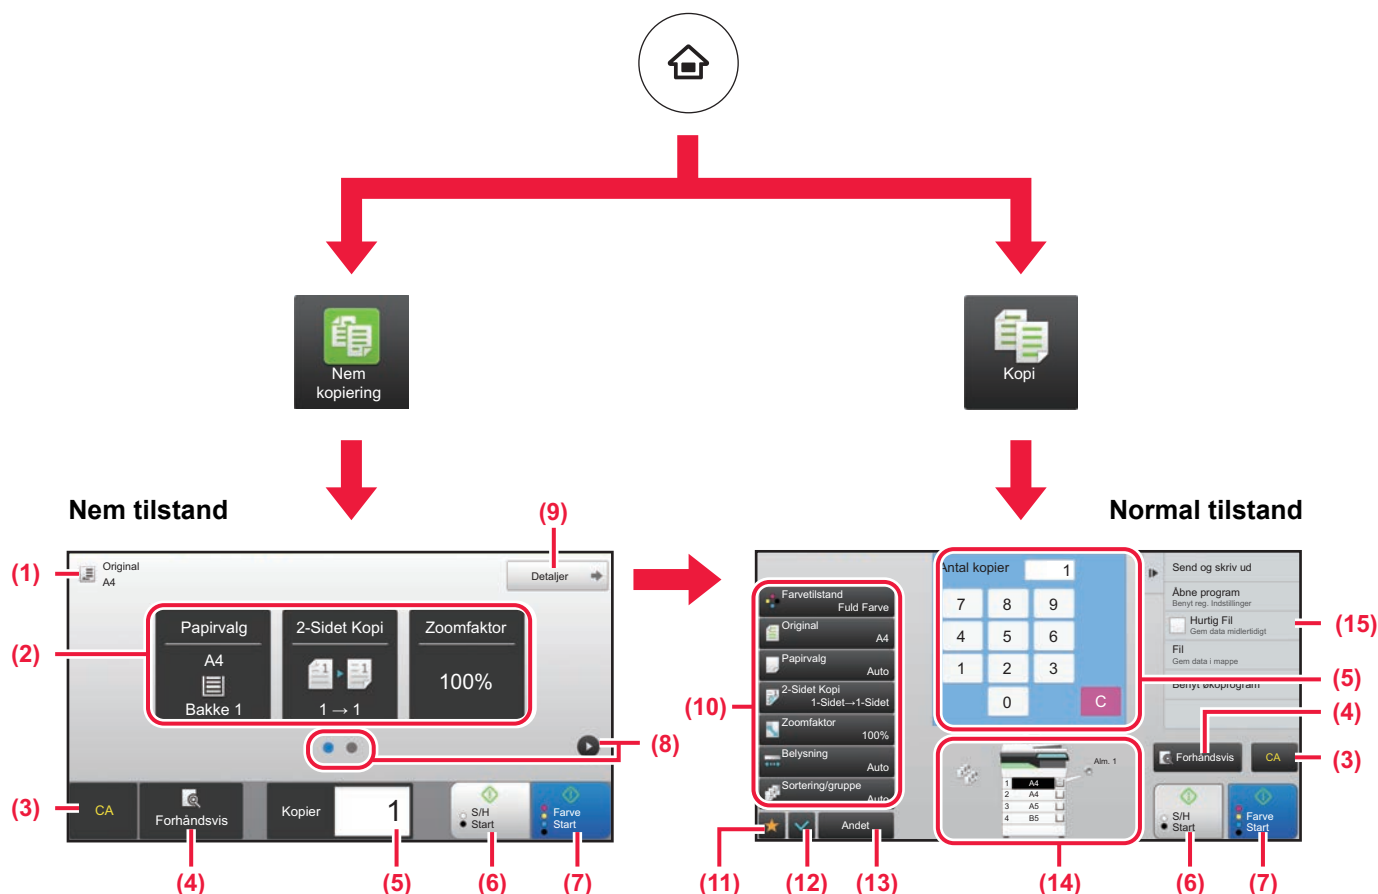 Nem
kopiering
Kopi
Nem tilstand
Normal tilstand
(9)
(1)
Original
A4
Detaljer
(2)
Papirvalg
A4
Bakke 1
2-Sidet Kopi
1
1
1 → 1
Zoomfaktor
100%
(8)
(3)
CA
Forhåndsvis
Kopier
1
S/H
Start
Farve
Start
(4)
(5)
(6)
(7)
(10)
Farvetilstand
Fuld Farve
Original
A4
Papirvalg
Auto
2-Sidet Kopi
1-Sidet→1-Sidet
Zoomfaktor
100%
Belysning
Auto
Sortering/gruppe
Auto
Andet
Antal kopier
1
7
8
9
4
5
6
1
2
3
0
C
Alm. 1
1 A4
2 A4
3 A5
4 B5
Send og skriv ud
Åbne program
Benyt reg. Indstillinger
Hurtig Fil
Gem data midlertidigt
Fil
Gem data i mappe
Benyt økoprogram
(15)
(5)
(4)
Forhåndsvis
CA
(3)
S/H
Start
Farve
Start
(11)
(12)
(13)
(14)
(6)
(7)